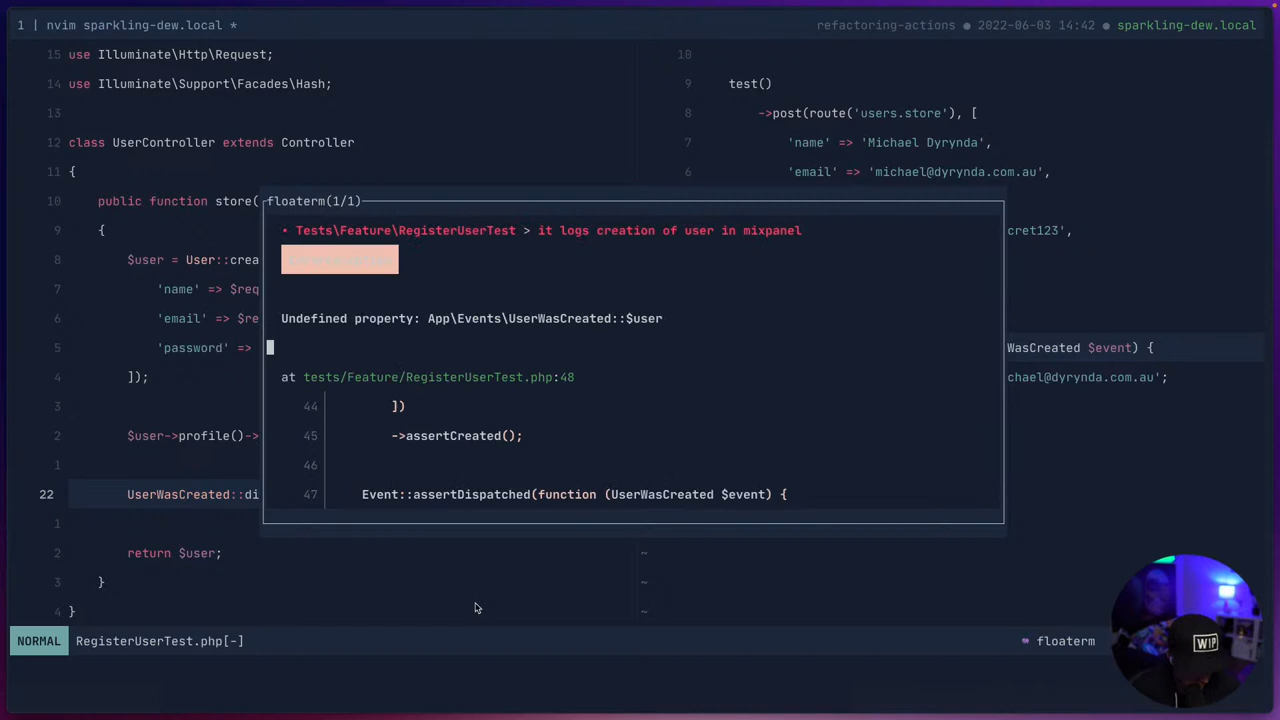 1 | nvim sparkling-dew.local *
refactoring-actions ● 2022-06-03 14:42 ● sparkling-dew.local
15 use Illuminate\Http\Request;
14 use Illuminate\Support\Facades\Hash;
13
12 class UserController extends Controller
11 {
10 public function store(
9 {
8 $user = User::crea
7 'name' => $req
6 'email' => $re
5 'password' =>
4 ]);
3
2 $user->profile()->
1
22 UserWasCreated::di
1
2 return $user;
3 }
4 }
10
9 test()
8 ->post(route('users.store'), [
7 'name' => 'Michael Dyrynda',
6 'email' => 'michael@dyrynda.com.au',
cret123',
WasCreated $event) {
chael@dyrynda.com.au';
~
~
~
floaterm(1/1)
• Tests\Feature\RegisterUserTest > it logs creation of user in mixpanel
Undefined property: App\Events\UserWasCreated::$user
at tests/Feature/RegisterUserTest.php:48
44 ])
45 ->assertCreated();
46
47 Event::assertDispatched(function (UserWasCreated $event) {
NORMAL RegisterUserTest.php[-]
floaterm
WIP